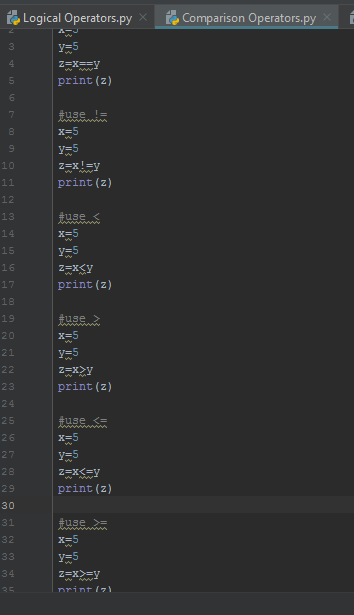 Logical Operators.py × Comparison Operators.py ×
2 x=5
3 y=5
4 z=x==y
5 print(z)
6
7 #use !=
8 x=5
9 y=5
10 z=x!=y
11 print(z)
12
13 #use <
14 x=5
15 y=5
16 z=x<y
17 print(z)
18
19 #use >
20 x=5
21 y=5
22 z=x>y
23 print(z)
24
25 #use <=
26 x=5
27 y=5
28 z=x<=y
29 print(z)
30
31 #use >=
32 x=5
33 y=5
34 z=x>=y
35 print(z)